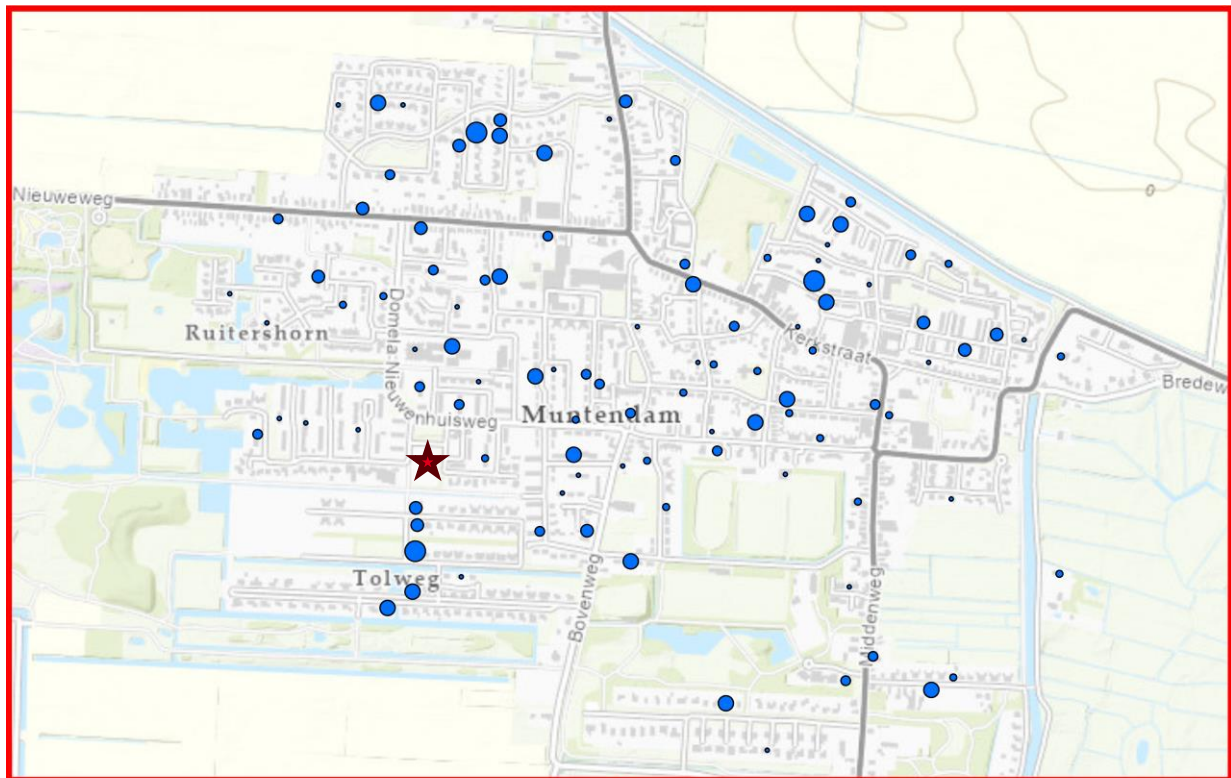 Nieuweweg
Ruitershorn
Domela Nieuwenhuisweg
Kerkstraat
Bredew
Muntendam
Tolweg
Bovenweg
Middenweg
0